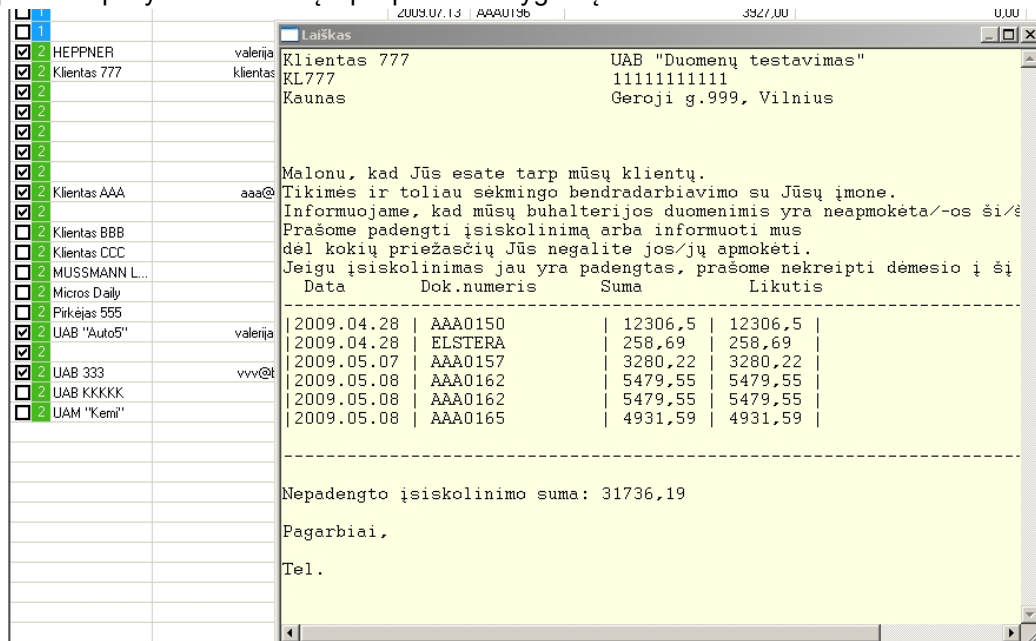 1 2009.07.13 AAA0196 3927,00 0,00
1
2 HEPPNER valerija
2 Klientas 777 klientas
2
2
2
2
2 Klientas AAA aaa@
2
2 Klientas BBB
2 Klientas CCC
2 MUSSMANN L...
2 Micros Daily
2 Pirkėjas 555
2 UAB "Auto5" valerija
2
2 UAB 333 vvv@b
2 UAB KKKKK
2 UAM "Kemi"
Laiškas
Klientas 777 UAB "Duomenų testavimas"
KL777 11111111111
Kaunas Geroji g.999, Vilnius
Malonu, kad Jūs esate tarp mūsų klientų.
Tikimės ir toliau sėkmingo bendradarbiavimo su Jūsų įmone.
Informuojame, kad mūsų buhalterijos duomenimis yra neapmokėta/-os ši/š
Prašome padengti įsiskolinimą arba informuoti mus
dėl kokių priežasčių Jūs negalite jos/jų apmokėti.
Jeigu įsiskolinimas jau yra padengtas, prašome nekreipti dėmesio į šį
Data Dok.numeris Suma Likutis
|2009.04.28 | AAA0150 | 12306,5 | 12306,5 |
|2009.04.28 | ELSTERA | 258,69 | 258,69 |
|2009.05.07 | AAA0157 | 3280,22 | 3280,22 |
|2009.05.08 | AAA0162 | 5479,55 | 5479,55 |
|2009.05.08 | AAA0162 | 5479,55 | 5479,55 |
|2009.05.08 | AAA0165 | 4931,59 | 4931,59 |
Nepadengto įsiskolinimo suma: 31736,19
Pagarbiai,
Tel.